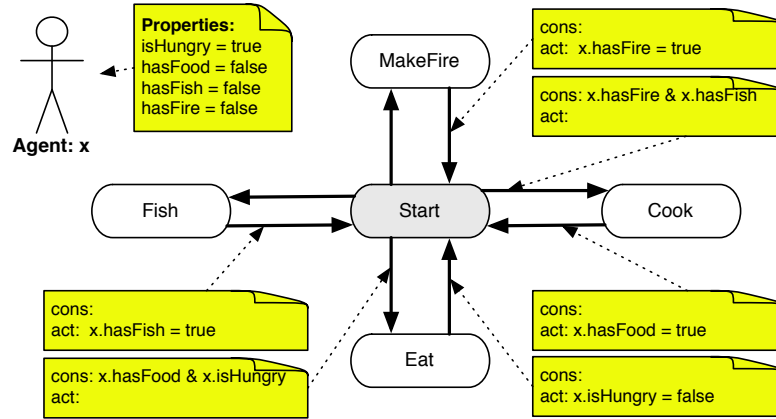 Properties:
isHungry = true
hasFood = false
hasFish = false
hasFire = false
Agent: x
MakeFire
cons:
act:  x.hasFire = true
cons: x.hasFire & x.hasFish
act:
Fish
Start
Cook
cons:
act:  x.hasFish = true
cons: x.hasFood & x.isHungry
act:
Eat
cons:
act: x.hasFood = true
cons:
act: x.isHungry = false